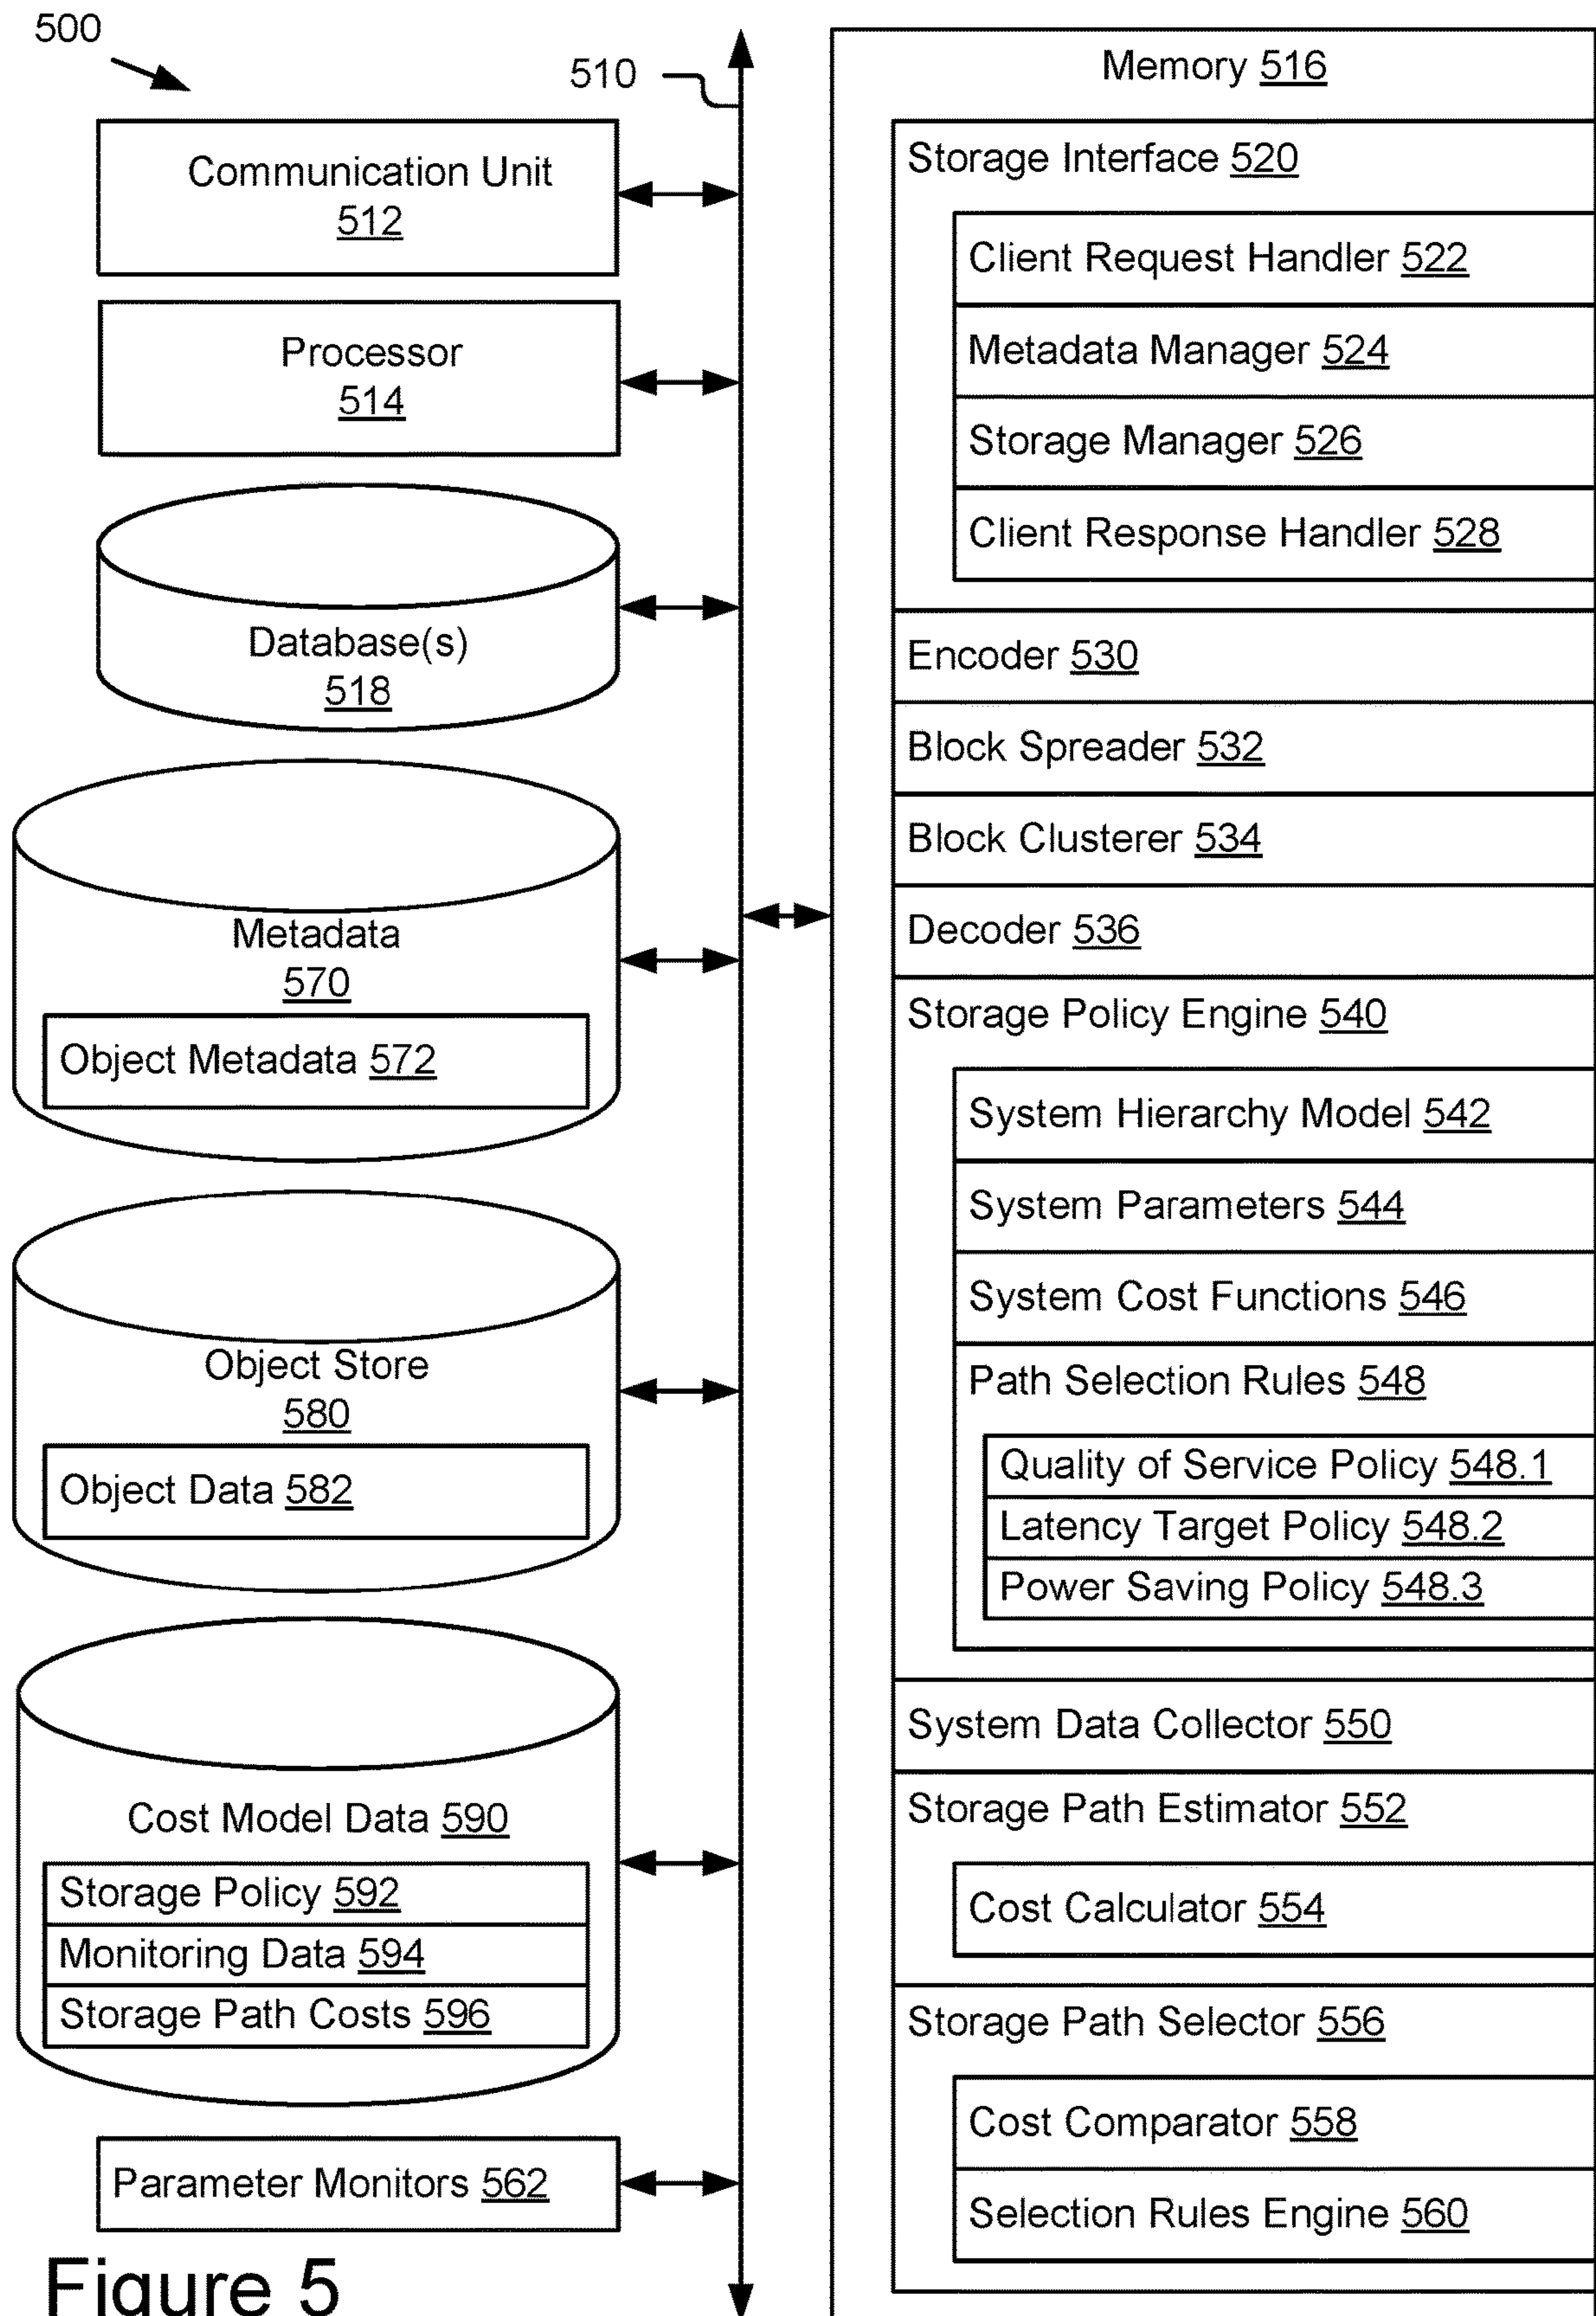 500
510
Communication Unit
512
Processor
514
Database(s)
518
Metadata
570
Object Metadata 572
Object Store
580
Object Data 582
Cost Model Data 590
Storage Policy 592
Monitoring Data 594
Storage Path Costs 596
Parameter Monitors 562
Figure 5
Memory 516
Storage Interface 520
Client Request Handler 522
Metadata Manager 524
Storage Manager 526
Client Response Handler 528
Encoder 530
Block Spreader 532
Block Clusterer 534
Decoder 536
Storage Policy Engine 540
System Hierarchy Model 542
System Parameters 544
System Cost Functions 546
Path Selection Rules 548
Quality of Service Policy 548.1
Latency Target Policy 548.2
Power Saving Policy 548.3
System Data Collector 550
Storage Path Estimator 552
Cost Calculator 554
Storage Path Selector 556
Cost Comparator 558
Selection Rules Engine 560